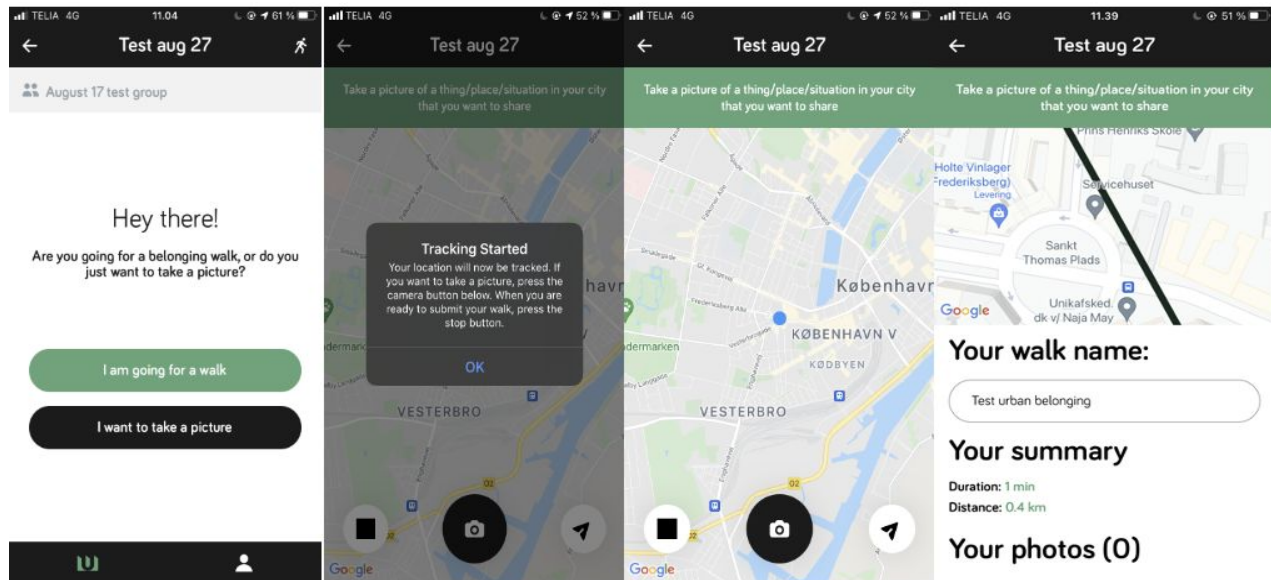 TELIA 4G 11.04 61 %
Test aug 27
August 17 test group
Hey there!
Are you going for a belonging walk, or do you
just want to take a picture?
I am going for a walk
I want to take a picture
TELIA 4G 52 %
Test aug 27
Take a picture of a thing/place/situation in your city
that you want to share
Tracking Started
Your location will now be tracked. If
you want to take a picture, press the
camera button below. When you are
ready to submit your walk, press the
stop button.
OK
havr
VESTERBRO
O2
Google
TELIA 4G 52 %
Test aug 27
Take a picture of a thing/place/situation in your city
that you want to share
Københavr
Frederiksberg Alle
KØBENHAVN V
dermarken
KØDBYEN
VESTERBRO
O2
Google
TELIA 4G 11.39 51 %
Test aug 27
Take a picture of a thing/place/situation in your city
that you want to share
Prins Henriks Skole
Holte Vinlager
Frederiksberg)
Levering
Servicehuset
Sankt
Thomas Plads
Unikafsked.
dk v/ Naja May
Google
Your walk name:
Test urban belonging
Your summary
Duration: 1 min
Distance: 0.4 km
Your photos (0)